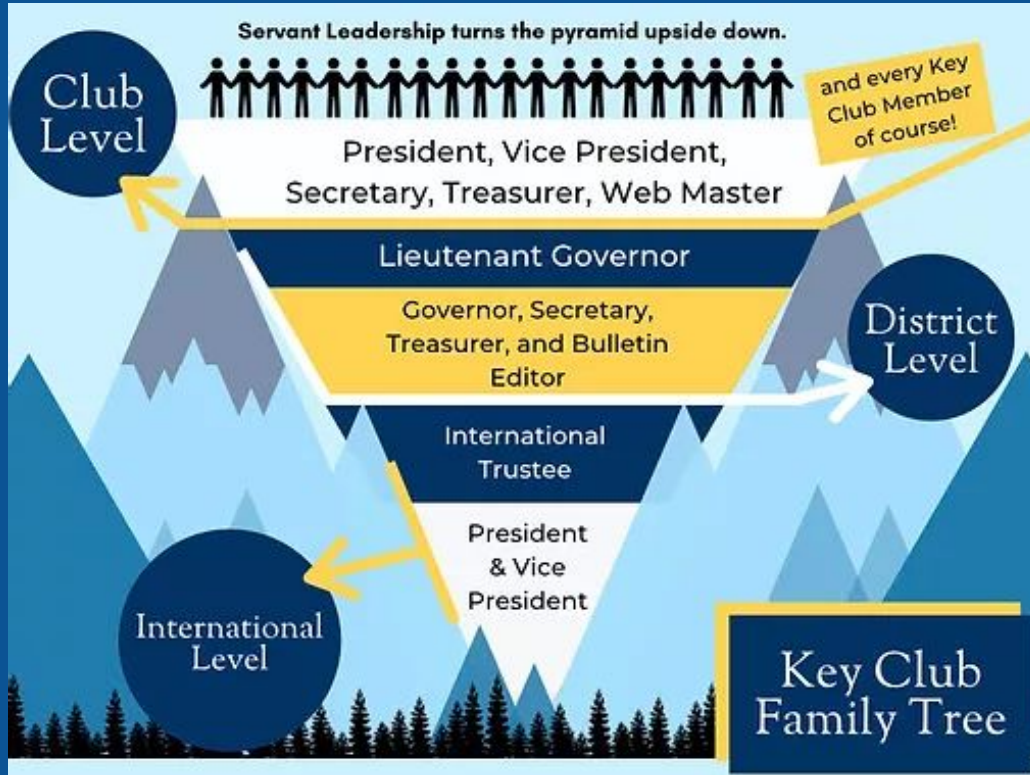 Servant Leadership turns the pyramid upside down.
Club
Level
and every Key
Club Member
of course!
President, Vice President,
Secretary, Treasurer, Web Master
Lieutenant Governor
Governor, Secretary,
Treasurer, and Bulletin
Editor
District
Level
International
Trustee
President
& Vice
President
International
Level
Key Club
Family Tree